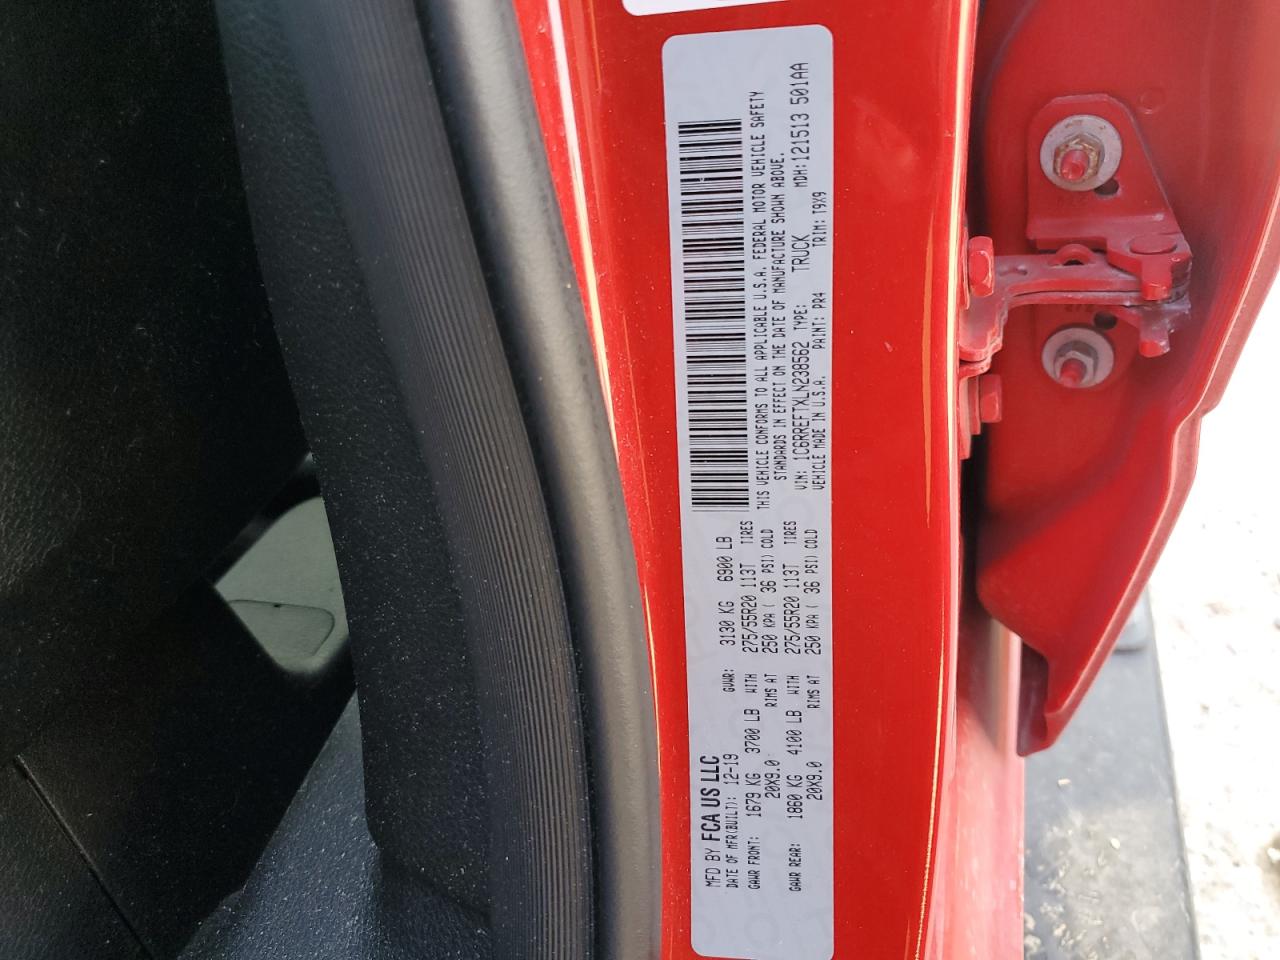 MFD BY FCA US LLC
DATE OF MFR(BUILT): 12-19 GVWR: 3130 KG 6900 LB
GAWR FRONT: 1679 KG 3700 LB WITH 275/55R20 113T TIRES
20X9.0 RIMS AT 250 KPA ( 36 PSI) COLD
GAWR REAR: 1860 KG 4100 LB WITH 275/55R20 113T TIRES
20X9.0 RIMS AT 250 KPA ( 36 PSI) COLD
THIS VEHICLE CONFORMS TO ALL APPLICABLE U.S.A. FEDERAL MOTOR VEHICLE SAFETY
STANDARDS IN EFFECT ON THE DATE OF MANUFACTURE SHOWN ABOVE.
VIN: 1C6RREFTXLN238562 TYPE: TRUCK MDH:121513 501AA
VEHICLE MADE IN U.S.A. PAINT: PR4 TRIM: T9X9